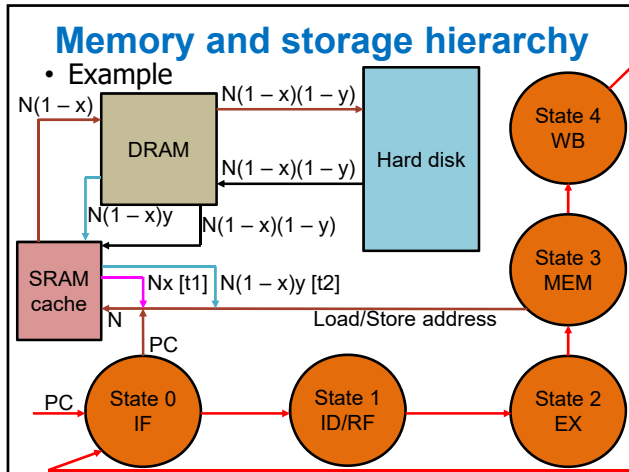 Memory and storage hierarchy
• Example
N(1 – x)
DRAM
N(1 – x)(1 – y)
N(1 – x)(1 – y)
Hard disk
State 4
WB
N(1 – x)y
N(1 – x)(1 – y)
SRAM
cache
Nx [t1]
N(1 – x)y [t2]
N
Load/Store address
State 3
MEM
PC
PC
State 0
IF
State 1
ID/RF
State 2
EX